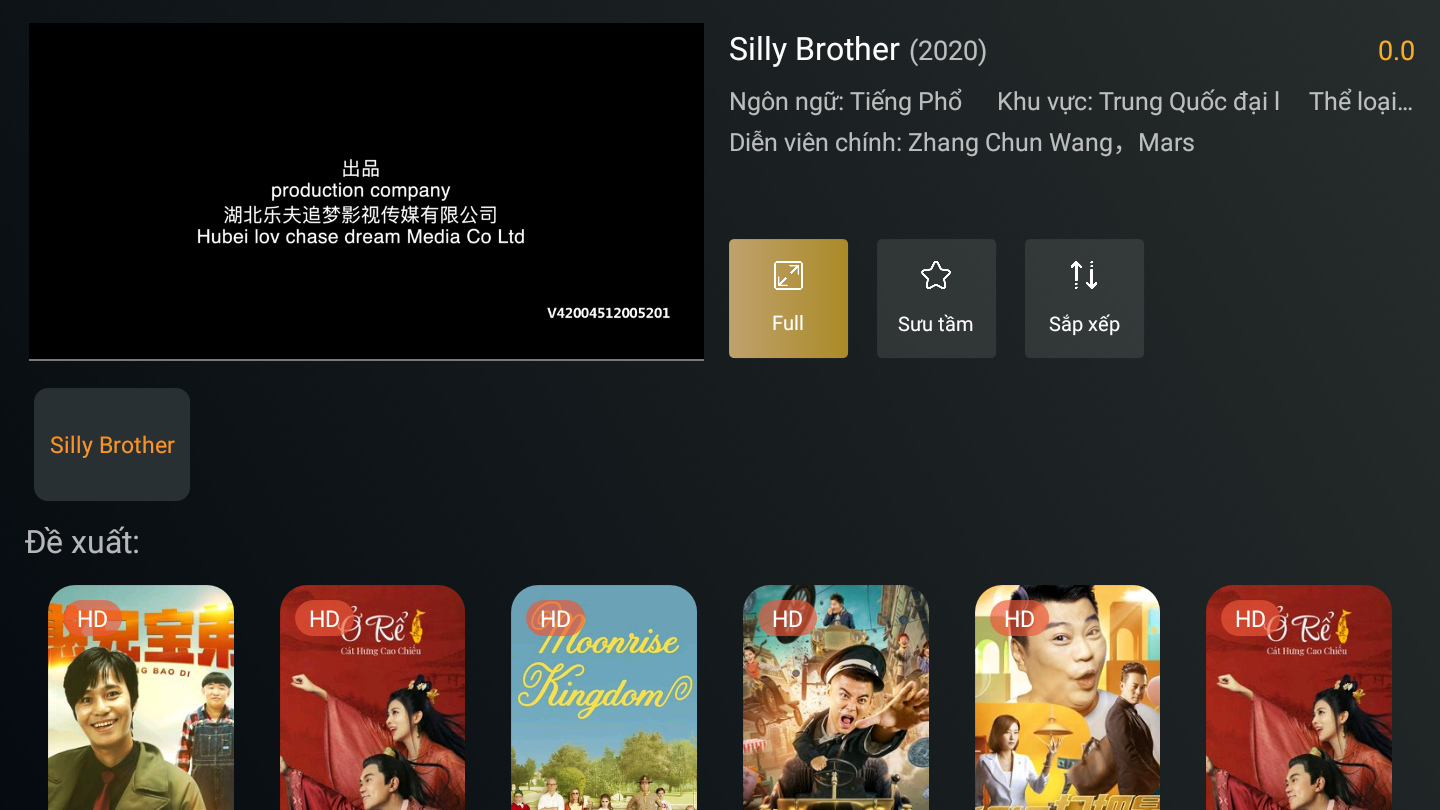 出品
production company
湖北乐夫追梦影视传媒有限公司
Hubei lov chase dream Media Co Ltd
V42004512005201
Silly Brother (2020)
0.0
Ngôn ngữ: Tiếng Phổ Khu vực: Trung Quốc đại l Thể loại...
Diễn viên chính: Zhang Chun Wang，Mars
Full
Sưu tầm
Sắp xếp
Silly Brother
Đề xuất:
HD
憨兄宝弟
NG BAO DI
HD
Ở Rể
Cát Hưng Cao Chiếu
HD
Moonrise
Kingdom
HD
HD
HD
Ở Rể
Cát Hưng Cao Chiếu